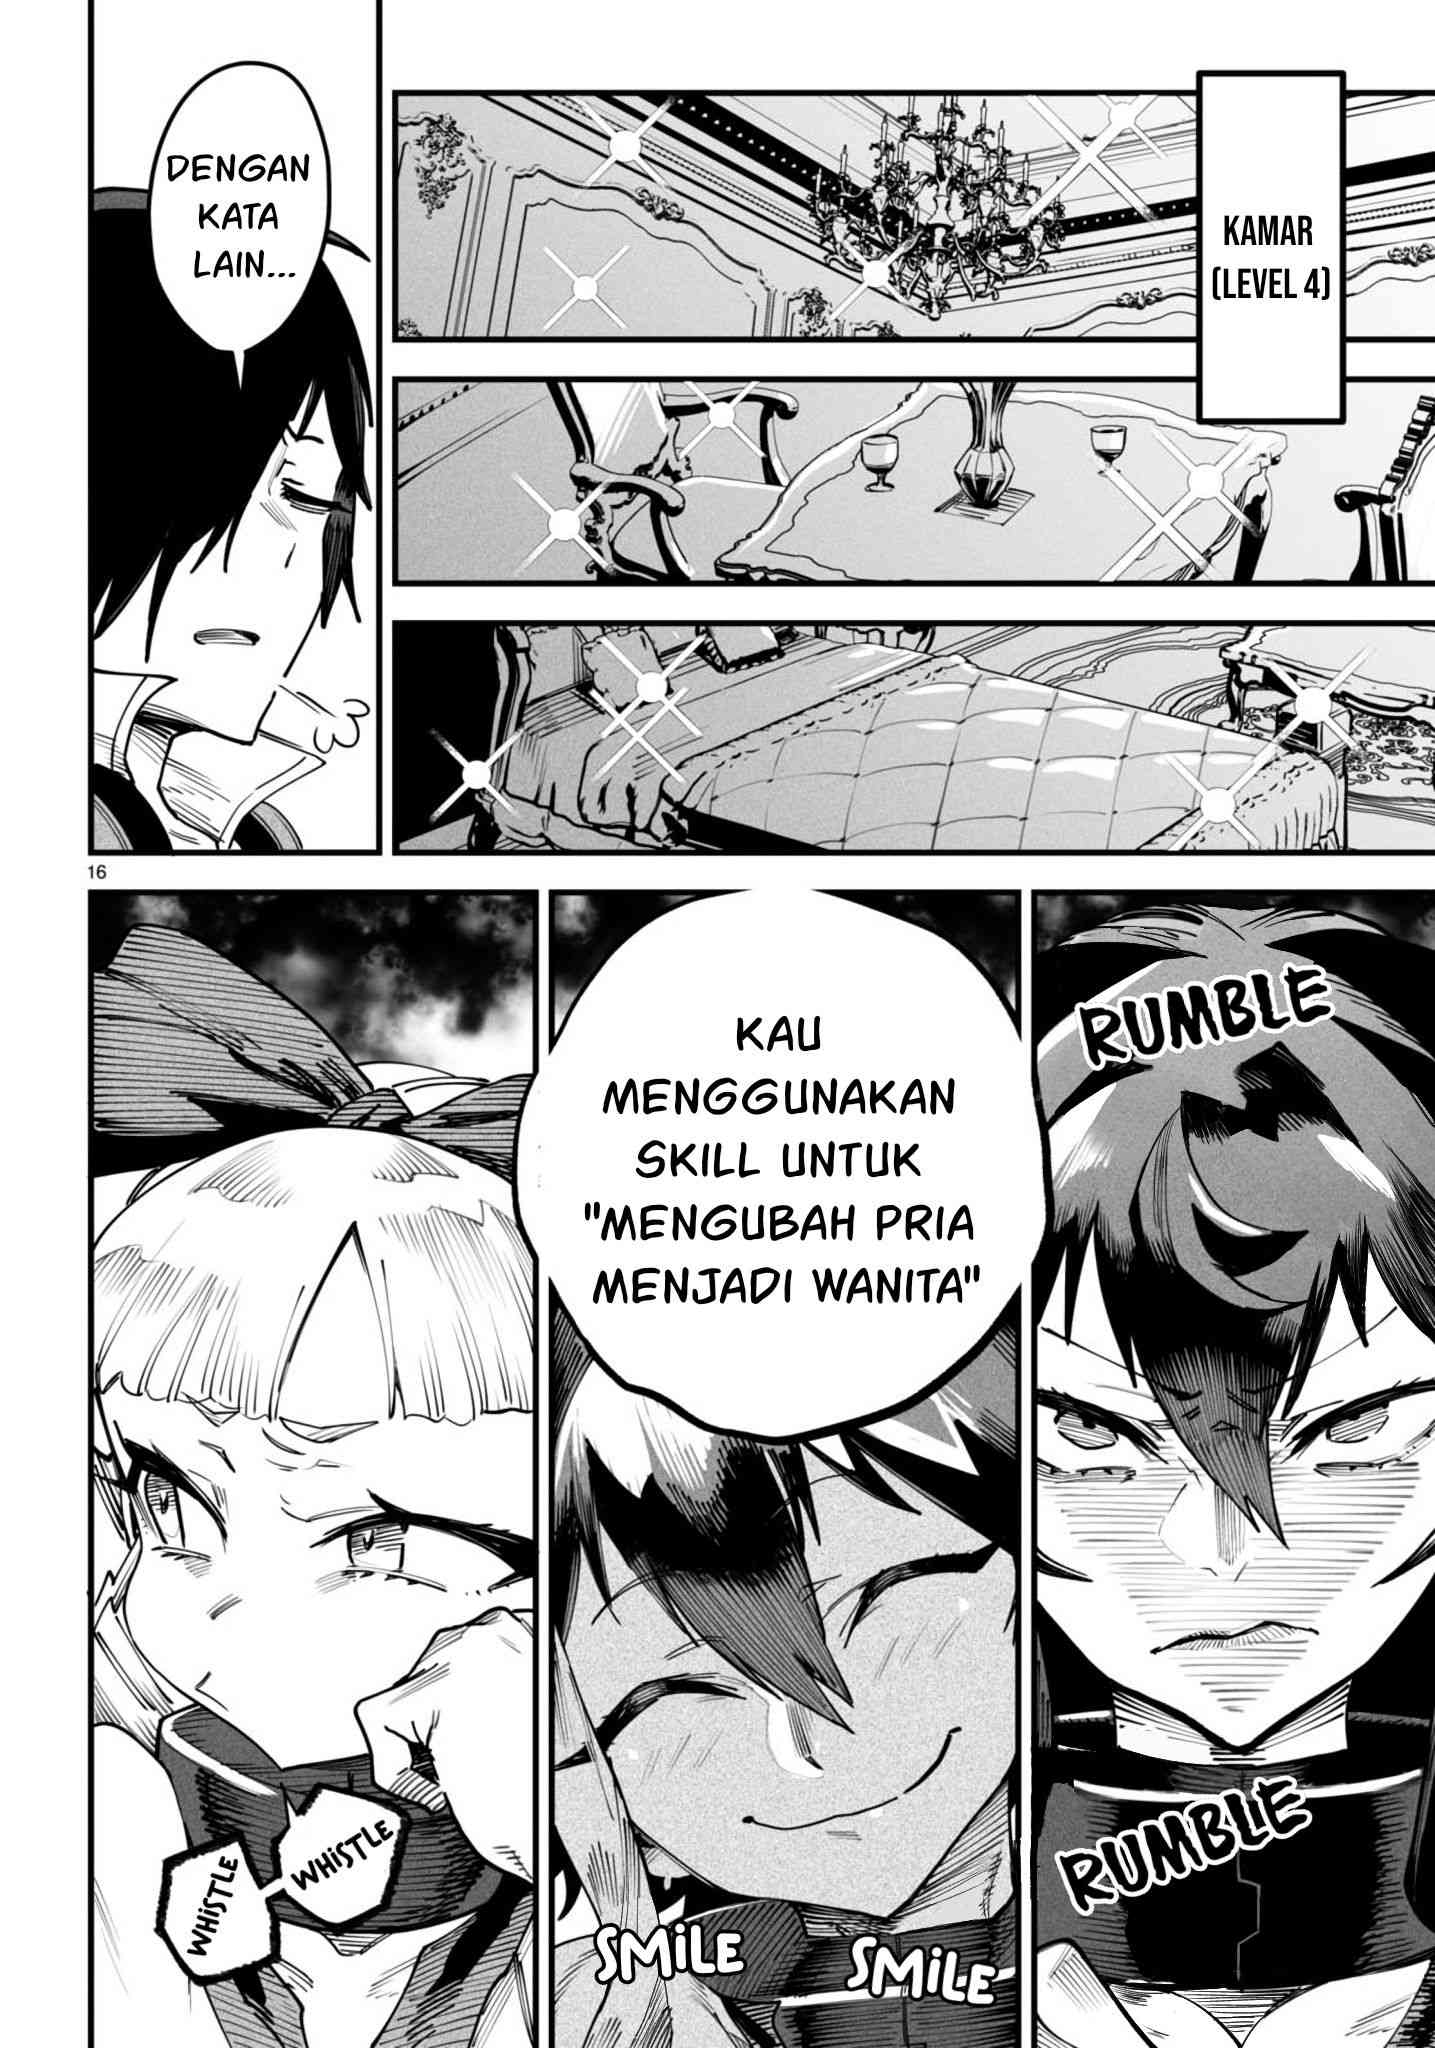 KAMAR
(LEVEL 4)
DENGAN
KATA
LAIN...
16
RUMBLE
KAU
MENGGUNAKAN
SKILL UNTUK
"MENGUBAH PRIA
MENJADI WANITA"
RUMBLE
SMILE
SMILE
WHISTLE
WHISTLE